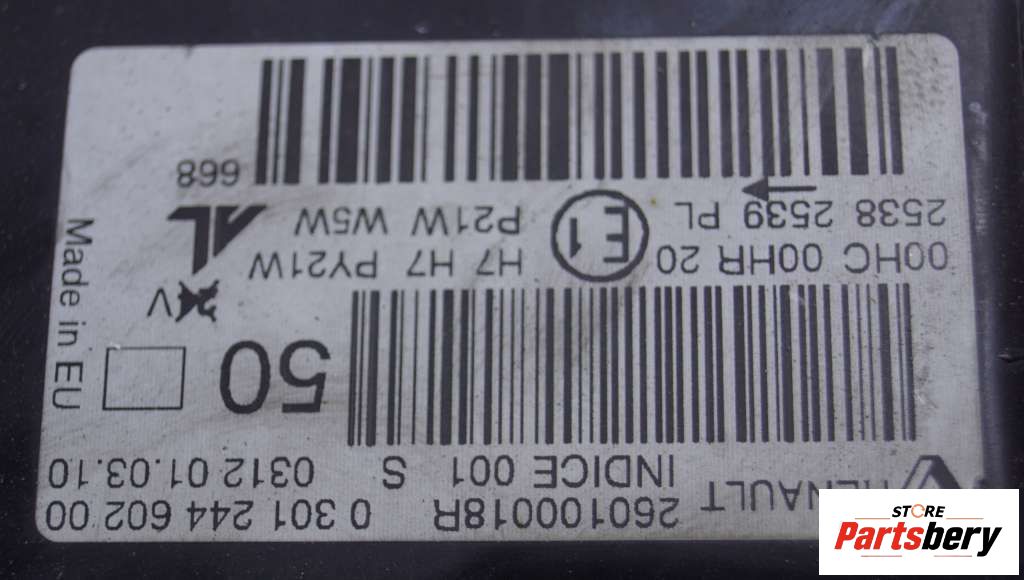 RENAULT 260100018R 0 301 244 602 00
INDICE 001 S 0312 01.03.10
50
V
00HC 00HR 20 E1 H7 H7 PY21W AL
2538 2539 PL P21W W5W
668
Made in EU
STORE
Partsbery